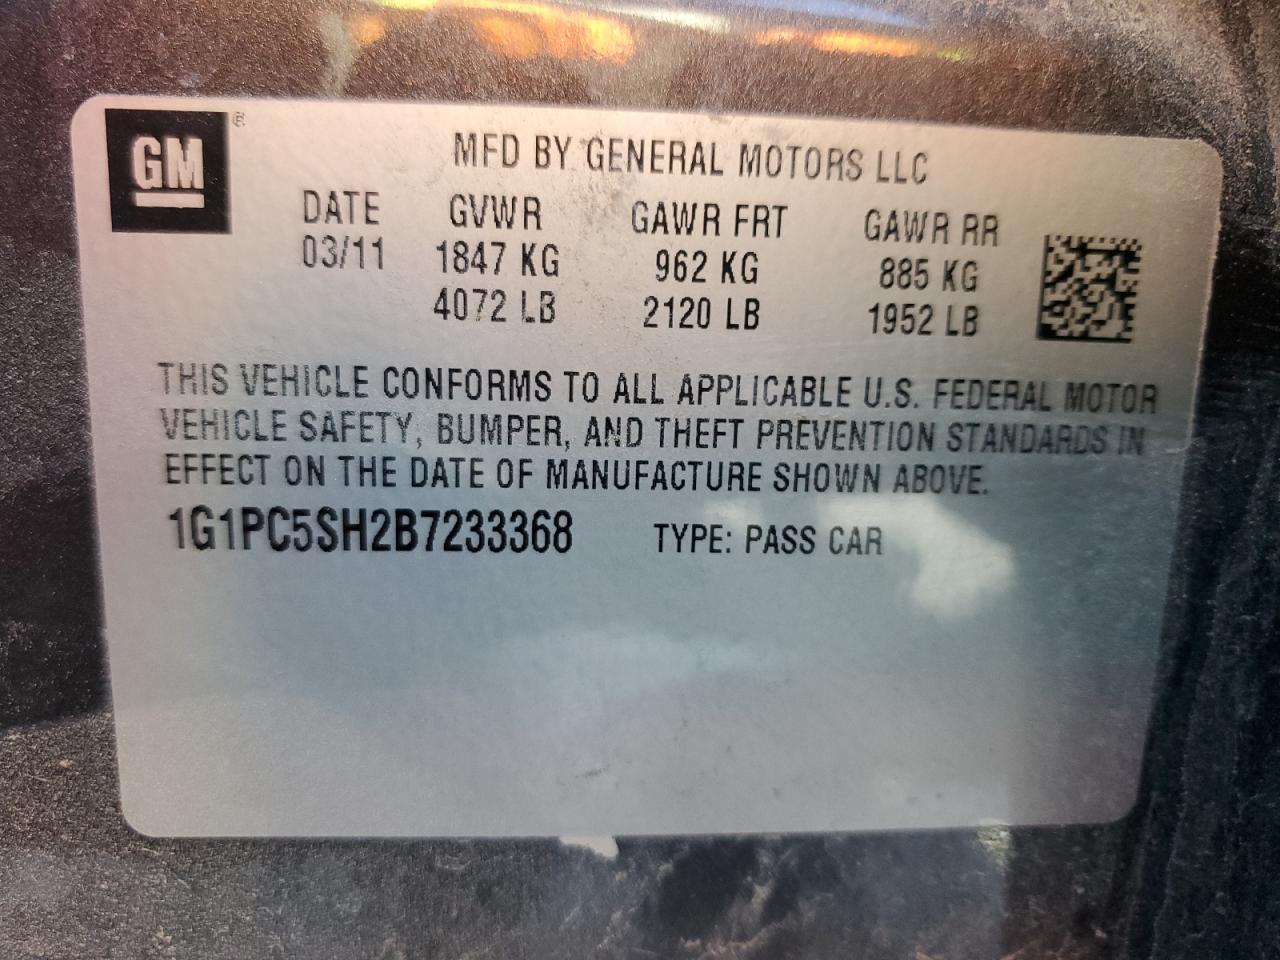 GM ®
MFD BY GENERAL MOTORS LLC
DATE GVWR GAWR FRT GAWR RR
03/11 1847 KG 962 KG 885 KG
4072 LB 2120 LB 1952 LB
THIS VEHICLE CONFORMS TO ALL APPLICABLE U.S. FEDERAL MOTOR
VEHICLE SAFETY, BUMPER, AND THEFT PREVENTION STANDARDS IN
EFFECT ON THE DATE OF MANUFACTURE SHOWN ABOVE.
1G1PC5SH2B7233368 TYPE: PASS CAR